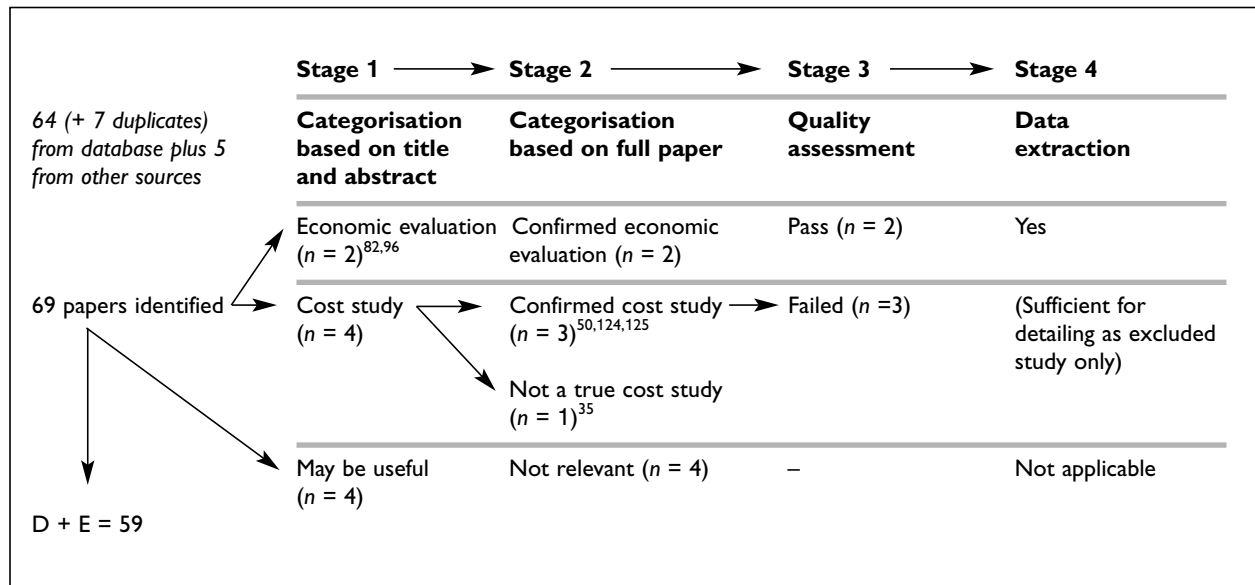 Stage 1 Stage 2 Stage 3 Stage 4
64 (+ 7 duplicates)
from database plus 5
from other sources
Categorisation
based on title
and abstract
Categorisation
based on full paper
Quality
assessment
Data
extraction
Economic evaluation
(n = 2)82,96
Confirmed economic
evaluation (n = 2)
Pass (n = 2)
Yes
69 papers identified
Cost study
(n = 4)
Confirmed cost study
(n = 3)50,124,125
Failed (n =3)
(Sufficient for
detailing as excluded
study only)
Not a true cost study
(n = 1)35
May be useful
(n = 4)
Not relevant (n = 4)
–
Not applicable
D + E = 59